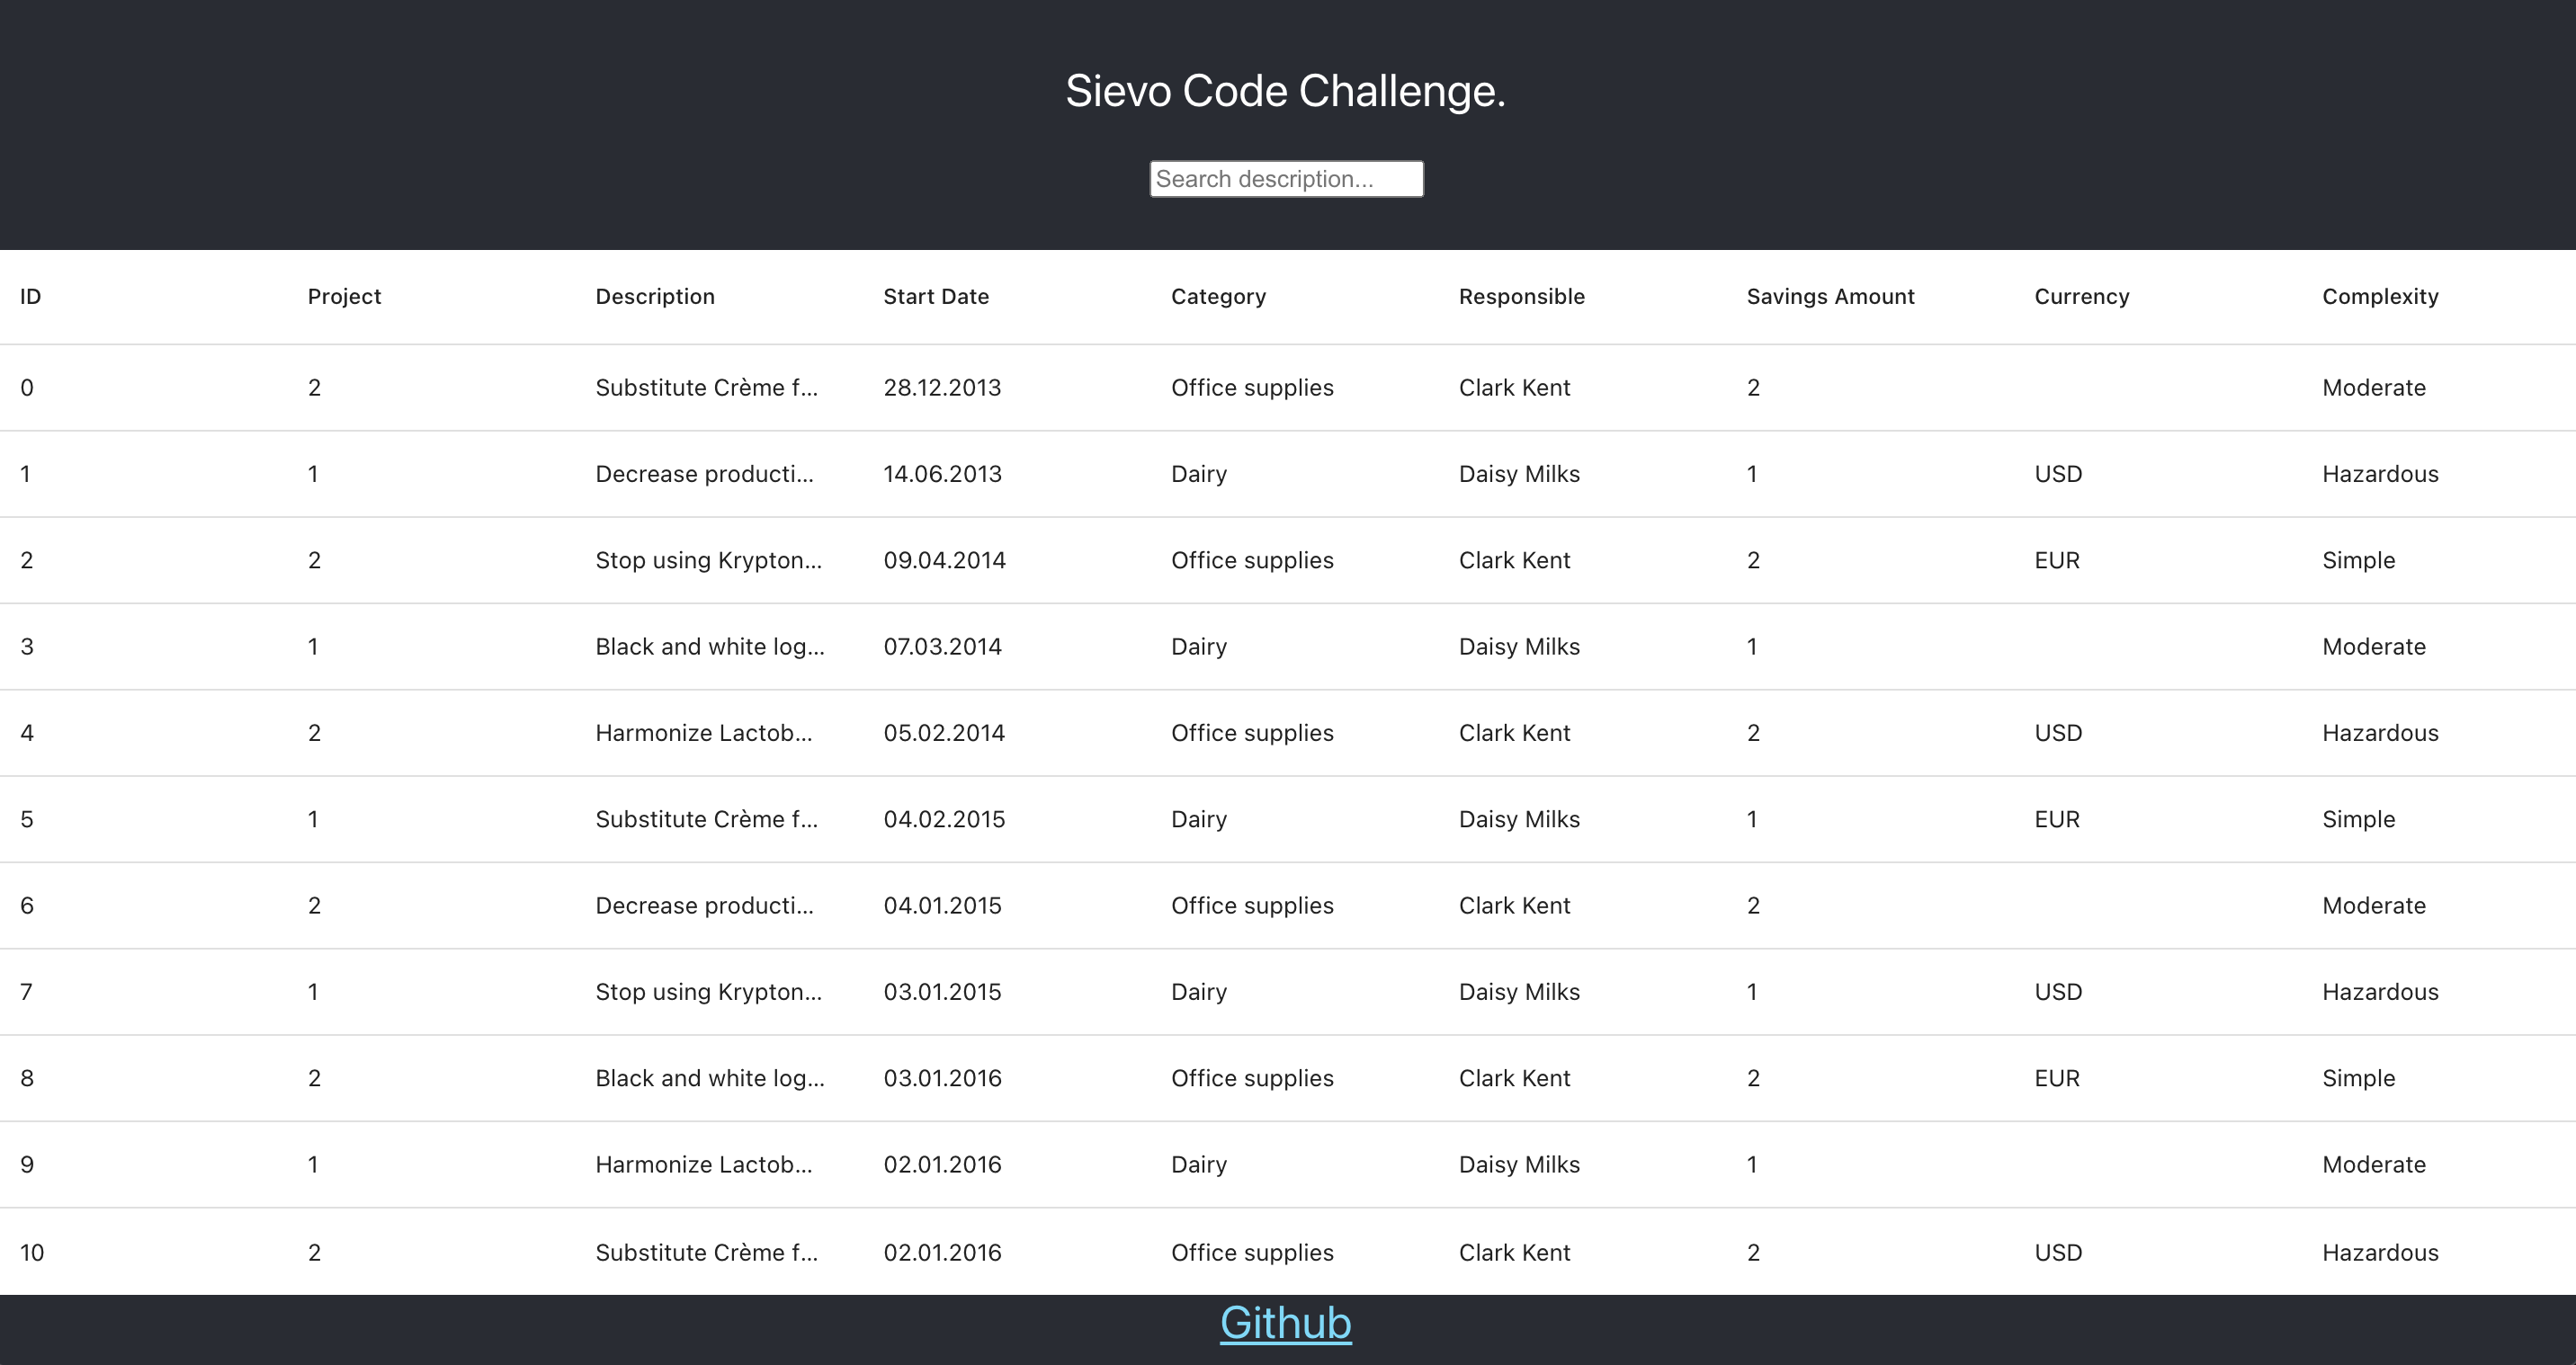 Sievo Code Challenge.
Search description...
ID Project Description Start Date Category Responsible Savings Amount Currency Complexity
0 2 Substitute Crème f... 28.12.2013 Office supplies Clark Kent 2 Moderate
1 1 Decrease producti... 14.06.2013 Dairy Daisy Milks 1 USD Hazardous
2 2 Stop using Krypton... 09.04.2014 Office supplies Clark Kent 2 EUR Simple
3 1 Black and white log... 07.03.2014 Dairy Daisy Milks 1 Moderate
4 2 Harmonize Lactob... 05.02.2014 Office supplies Clark Kent 2 USD Hazardous
5 1 Substitute Crème f... 04.02.2015 Dairy Daisy Milks 1 EUR Simple
6 2 Decrease producti... 04.01.2015 Office supplies Clark Kent 2 Moderate
7 1 Stop using Krypton... 03.01.2015 Dairy Daisy Milks 1 USD Hazardous
8 2 Black and white log... 03.01.2016 Office supplies Clark Kent 2 EUR Simple
9 1 Harmonize Lactob... 02.01.2016 Dairy Daisy Milks 1 Moderate
10 2 Substitute Crème f... 02.01.2016 Office supplies Clark Kent 2 USD Hazardous
Github